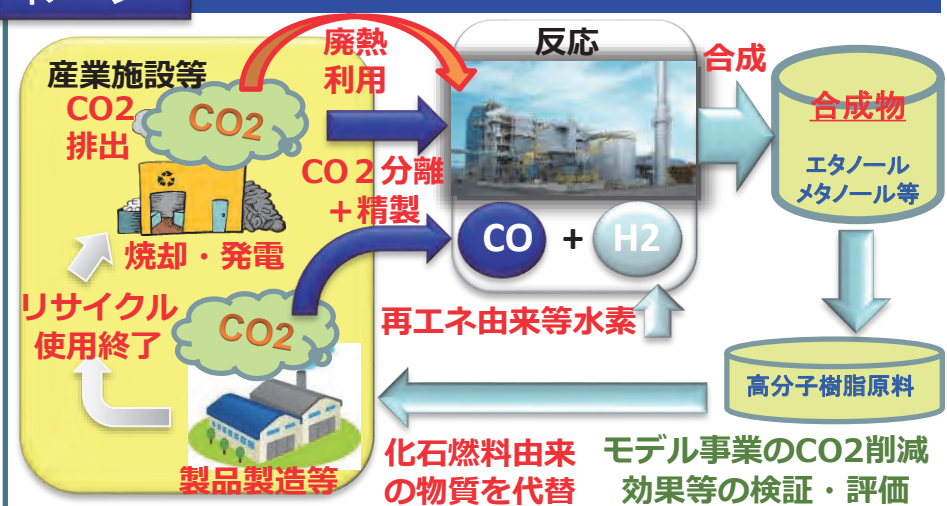 産業施設等
CO2
排出
CO2
焼却・発電
リサイクル
使用終了
CO2
製品製造等
廃熱
利用
CO２分離
＋精製
反応
CO + H2
再エネ由来等水素
合成
合成物
エタノール
メタノール等
高分子樹脂原料
化石燃料由来
の物質を代替
モデル事業のCO2削減
効果等の検証・評価